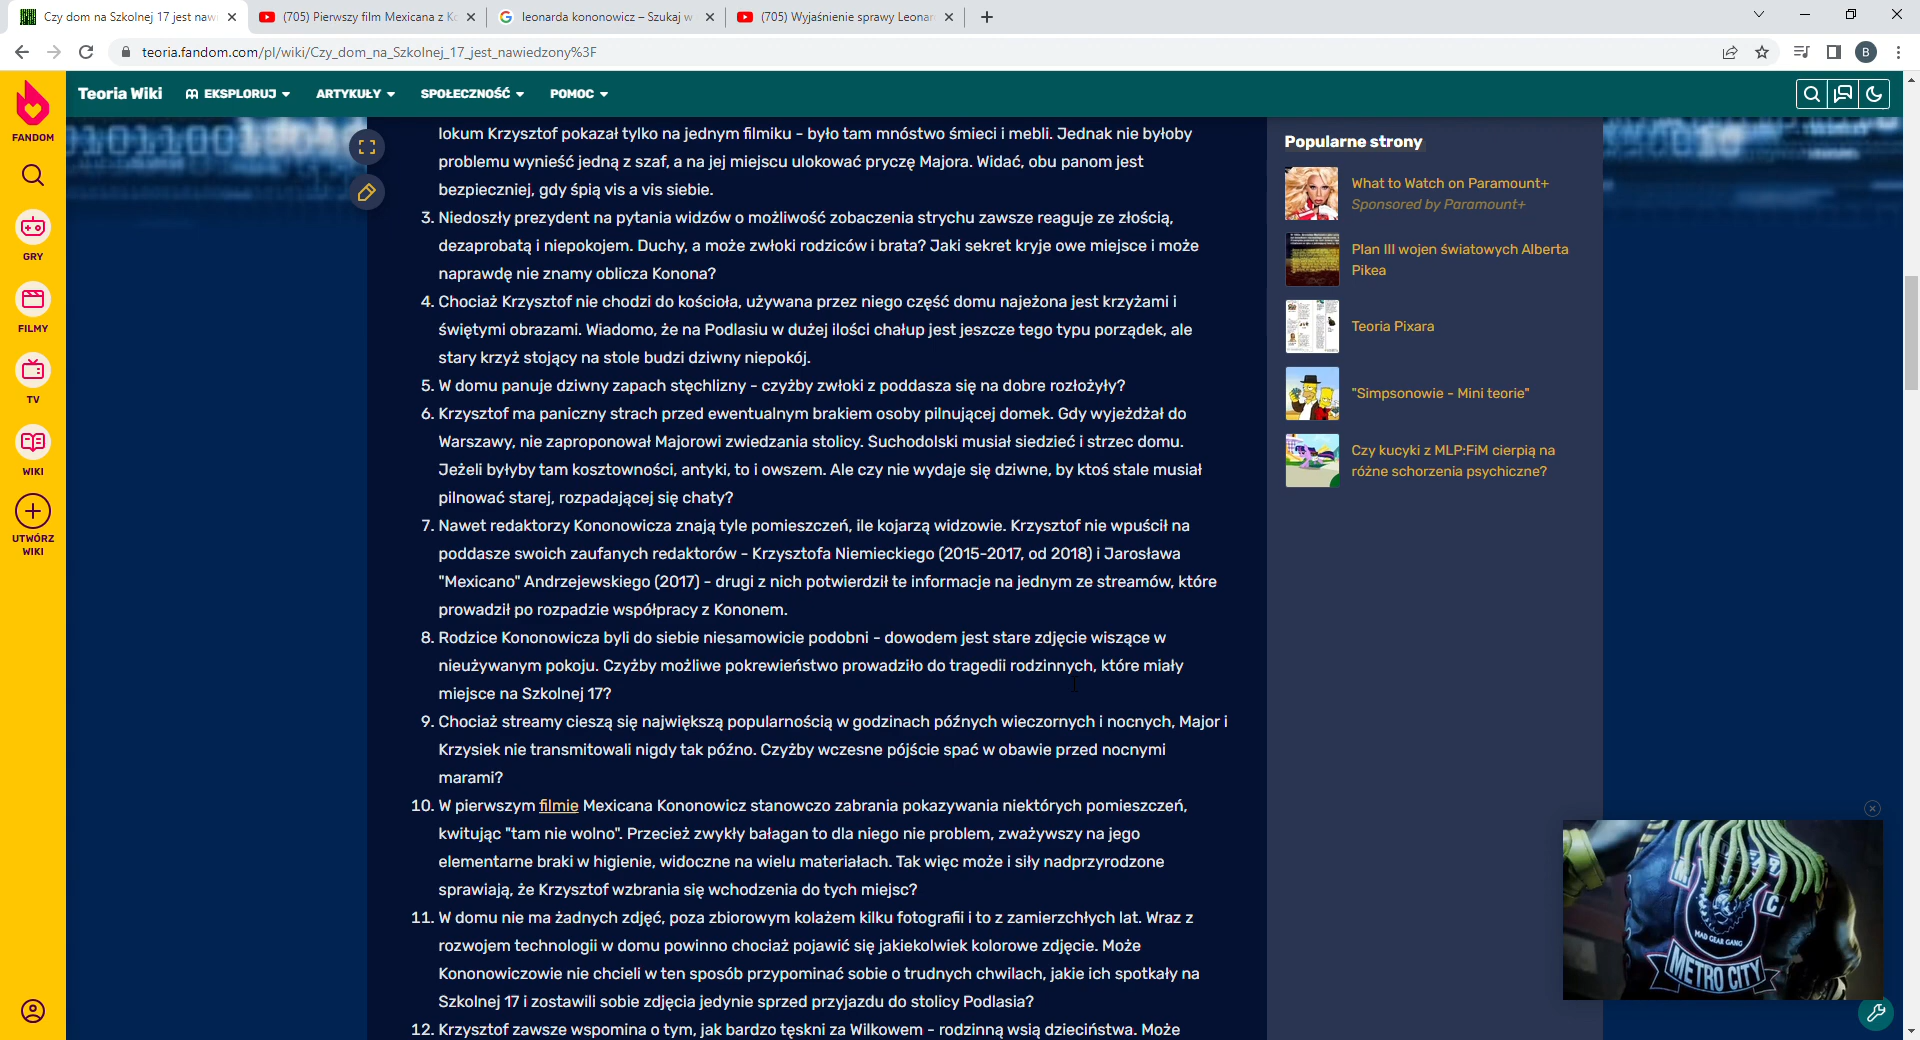 Czy dom na Szkolnej 17 jest naw
(705) Pierwszy film Mexicana z K
leonarda kononowicz – Szukaj w
(705) Wyjaśnienie sprawy Leonar
teoria.fandom.com/pl/wiki/Czy_dom_na_Szkolnej_17_jest_nawiedzony%3F
B
FANDOM
GRY
FILMY
TV
WIKI
UTWÓRZ
WIKI
Teoria Wiki
EKSPLORUJ
ARTYKUŁY
SPOŁECZNOŚĆ
POMOC
lokum Krzysztof pokazał tylko na jednym filmiku - było tam mnóstwo śmieci i mebli. Jednak nie byłoby
problemu wynieść jedną z szaf, a na jej miejscu ulokować pryczę Majora. Widać, obu panom jest
bezpieczniej, gdy śpią vis a vis siebie.
3. Niedoszły prezydent na pytania widzów o możliwość zobaczenia strychu zawsze reaguje ze złością,
dezaprobatą i niepokojem. Duchy, a może zwłoki rodziców i brata? Jaki sekret kryje owe miejsce i może
naprawdę nie znamy oblicza Konona?
4. Chociaż Krzysztof nie chodzi do kościoła, używana przez niego część domu najeżona jest krzyżami i
świętymi obrazami. Wiadomo, że na Podlasiu w dużej ilości chałup jest jeszcze tego typu porządek, ale
stary krzyż stojący na stole budzi dziwny niepokój.
5. W domu panuje dziwny zapach stęchlizny - czyżby zwłoki z poddasza się na dobre rozłożyły?
6. Krzysztof ma paniczny strach przed ewentualnym brakiem osoby pilnującej domek. Gdy wyjeżdżał do
Warszawy, nie zaproponował Majorowi zwiedzania stolicy. Suchodolski musiał siedzieć i strzec domu.
Jeżeli byłyby tam kosztowności, antyki, to i owszem. Ale czy nie wydaje się dziwne, by ktoś stale musiał
pilnować starej, rozpadającej się chaty?
7. Nawet redaktorzy Kononowicza znają tyle pomieszczeń, ile kojarzą widzowie. Krzysztof nie wpuścił na
poddasze swoich zaufanych redaktorów - Krzysztofa Niemieckiego (2015-2017, od 2018) i Jarosława
"Mexicano" Andrzejewskiego (2017) - drugi z nich potwierdził te informacje na jednym ze streamów, które
prowadził po rozpadzie współpracy z Kononem.
8. Rodzice Kononowicza byli do siebie niesamowicie podobni - dowodem jest stare zdjęcie wiszące w
nieużywanym pokoju. Czyżby możliwe pokrewieństwo prowadziło do tragedii rodzinnych, które miały
miejsce na Szkolnej 17?
9. Chociaż streamy cieszą się największą popularnością w godzinach późnych wieczornych i nocnych, Major i
Krzysiek nie transmitowali nigdy tak późno. Czyżby wczesne pójście spać w obawie przed nocnymi
marami?
10. W pierwszym filmie Mexicana Kononowicz stanowczo zabrania pokazywania niektórych pomieszczeń,
kwitując "tam nie wolno". Przecież zwykły bałagan to dla niego nie problem, zważywszy na jego
elementarne braki w higienie, widoczne na wielu materiałach. Tak więc może i siły nadprzyrodzone
sprawiają, że Krzysztof wzbrania się wchodzenia do tych miejsc?
11. W domu nie ma żadnych zdjęć, poza zbiorowym kolażem kilku fotografii i to z zamierzchłych lat. Wraz z
rozwojem technologii w domu powinno chociaż pojawić się jakiekolwiek kolorowe zdjęcie. Może
Kononowiczowie nie chcieli w ten sposób przypominać sobie o trudnych chwilach, jakie ich spotkały na
Szkolnej 17 i zostawili sobie zdjęcia jedynie sprzed przyjazdu do stolicy Podlasia?
12. Krzysztof zawsze wspomina o tym, jak bardzo tęskni za Wilkowem - rodzinną wsią dzieciństwa. Może
Popularne strony
What to Watch on Paramount+
Sponsored by Paramount+
Plan III wojen światowych Alberta
Pikea
Teoria Pixara
"Simpsonowie - Mini teorie"
Czy kucyki z MLP:FiM cierpią na
różne schorzenia psychiczne?
MAD GEAR GANG
METRO CITY